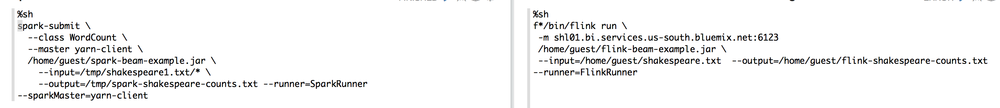 FINISHED
%sh
spark-submit \
--class WordCount \
--master yarn-client \
/home/guest/spark-beam-example.jar \
--input=/tmp/shakespeare1.txt/* \
--output=/tmp/spark-shakespeare-counts.txt --runner=SparkRunner
--sparkMaster=yarn-client
ERROR
%sh
f*/bin/flink run \
-m shl01.bi.services.us-south.bluemix.net:6123
/home/guest/flink-beam-example.jar \
--input=/home/guest/shakespeare.txt  --output=/home/guest/flink-shakespeare-counts.txt
--runner=FlinkRunner